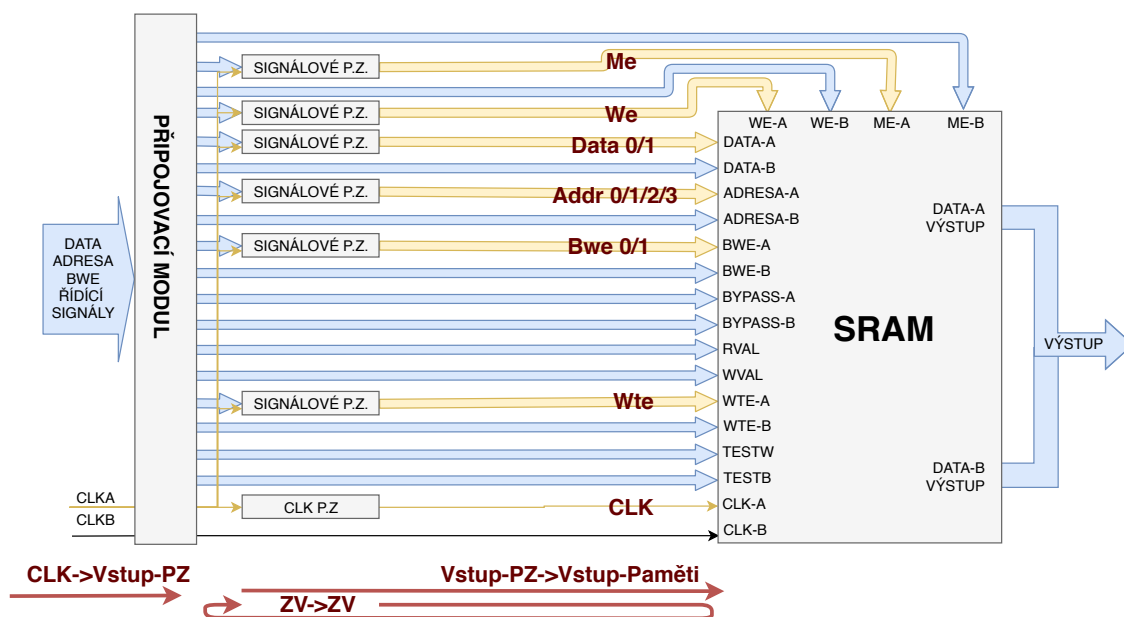 PŘIPOJOVACÍ MODUL
DATA
ADRESA
BWE
ŘÍDÍCÍ
SIGNÁLY
SIGNÁLOVÉ P.Z.
Me
SIGNÁLOVÉ P.Z.
We
SIGNÁLOVÉ P.Z.
Data 0/1
SIGNÁLOVÉ P.Z.
Addr 0/1/2/3
SIGNÁLOVÉ P.Z.
Bwe 0/1
SIGNÁLOVÉ P.Z.
Wte
CLK P.Z
CLK
CLKA
CLKB
WE-A
WE-B
ME-A
ME-B
DATA-A
DATA-B
ADRESA-A
ADRESA-B
BWE-A
BWE-B
BYPASS-A
BYPASS-B
RVAL
WVAL
WTE-A
WTE-B
TESTW
TESTB
CLK-A
CLK-B
SRAM
DATA-A
VÝSTUP
DATA-B
VÝSTUP
VÝSTUP
CLK->Vstup-PZ
Vstup-PZ->Vstup-Paměti
ZV->ZV